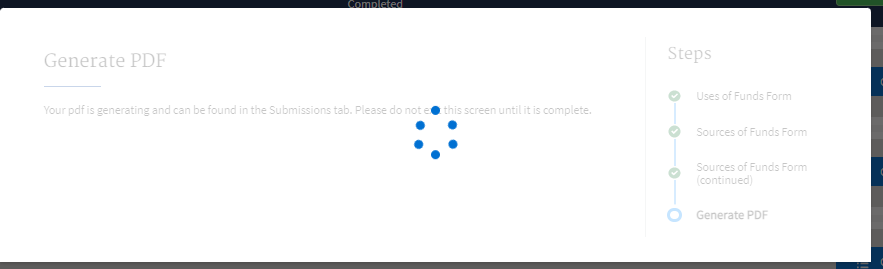 Completed
Generate PDF
Your pdf is generating and can be found in the Submissions tab. Please do not exit this screen until it is complete.
Steps
Uses of Funds Form
Sources of Funds Form
Sources of Funds Form
(continued)
Generate PDF